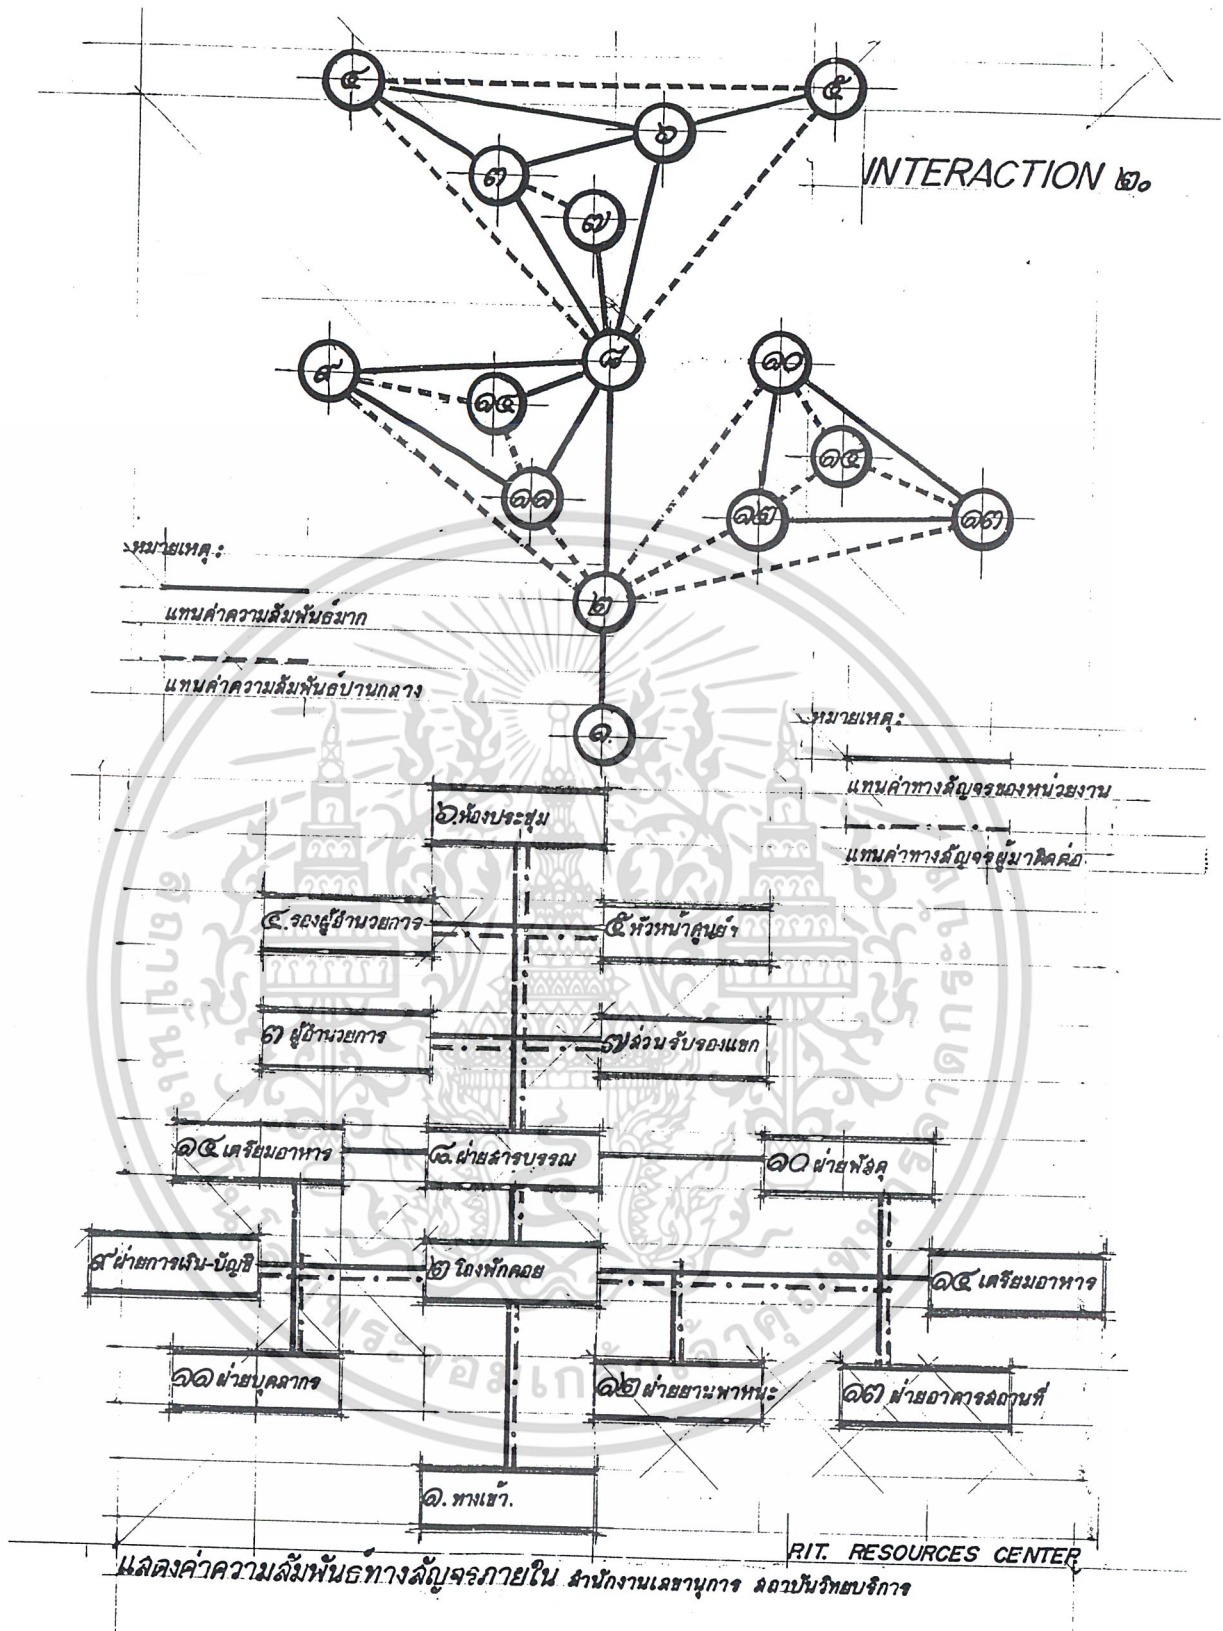 ๔
๕
๖
๓
๗
INTERACTION ๒๐
๘
๙
๑๔
๑๐
๑๔
๑๑
๑๒
๑๓
๒
๑.
หมายเหตุ :
แทนค่าความสัมพันธ์มาก
แทนค่าความสัมพันธ์ปานกลาง
หมายเหตุ :
แทนค่าทางสัญจรของหน่วยงาน
แทนค่าทางสัญจรผู้มาติดต่อ
๖.ห้องประชุม
๔.รองผู้อำนวยการ
๕ หัวหน้าศูนย์ฯ
๓ ผู้อำนวยการ
๗ ส่วนรับรองแขก
๑๔ เตรียมอาหาร
๘.ฝ่ายสารบรรณ
๑๐ ฝ่ายพัสดุ
๙ ฝ่ายการเงิน-บัญชี
๒ โถงพักคอย
๑๔ เตรียมอาหาร
๑๑ ฝ่ายบุคลากร
๑๒ ฝ่ายยานพาหนะ
๑๓ ฝ่ายอาคารสถานที่
๑. ทางเข้า.
RIT. RESOURCES CENTER
แสดงค่าความสัมพันธ์ทางสัญจรภายใน สำนักงานเลขานุการ สถาบันวิทยบริการ